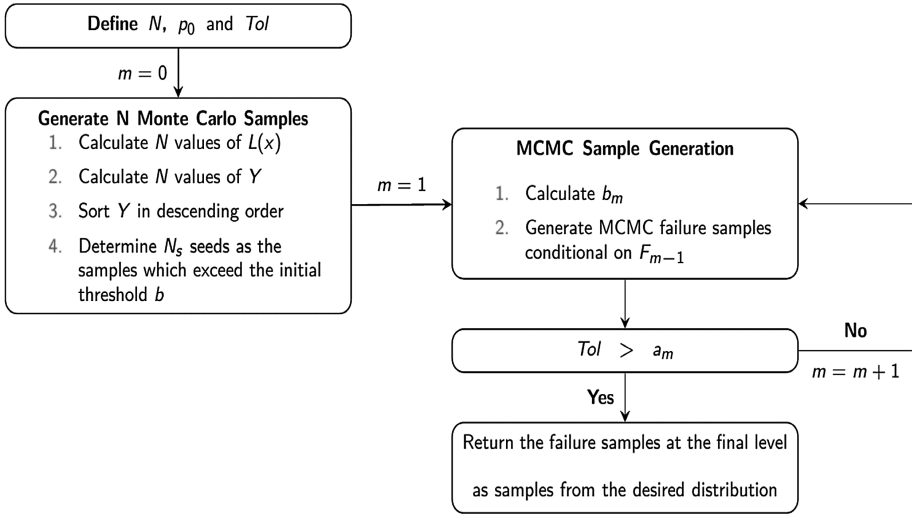 Define N, p₀ and Tol
m = 0
Generate N Monte Carlo Samples
1. Calculate N values of L(x)
2. Calculate N values of Y
3. Sort Y in descending order
4. Determine Nₛ seeds as the
samples which exceed the initial
threshold b
m = 1
MCMC Sample Generation
1. Calculate bₘ
2. Generate MCMC failure samples
conditional on Fₘ₋₁
Tol > aₘ
No
m = m + 1
Yes
Return the failure samples at the final level
as samples from the desired distribution